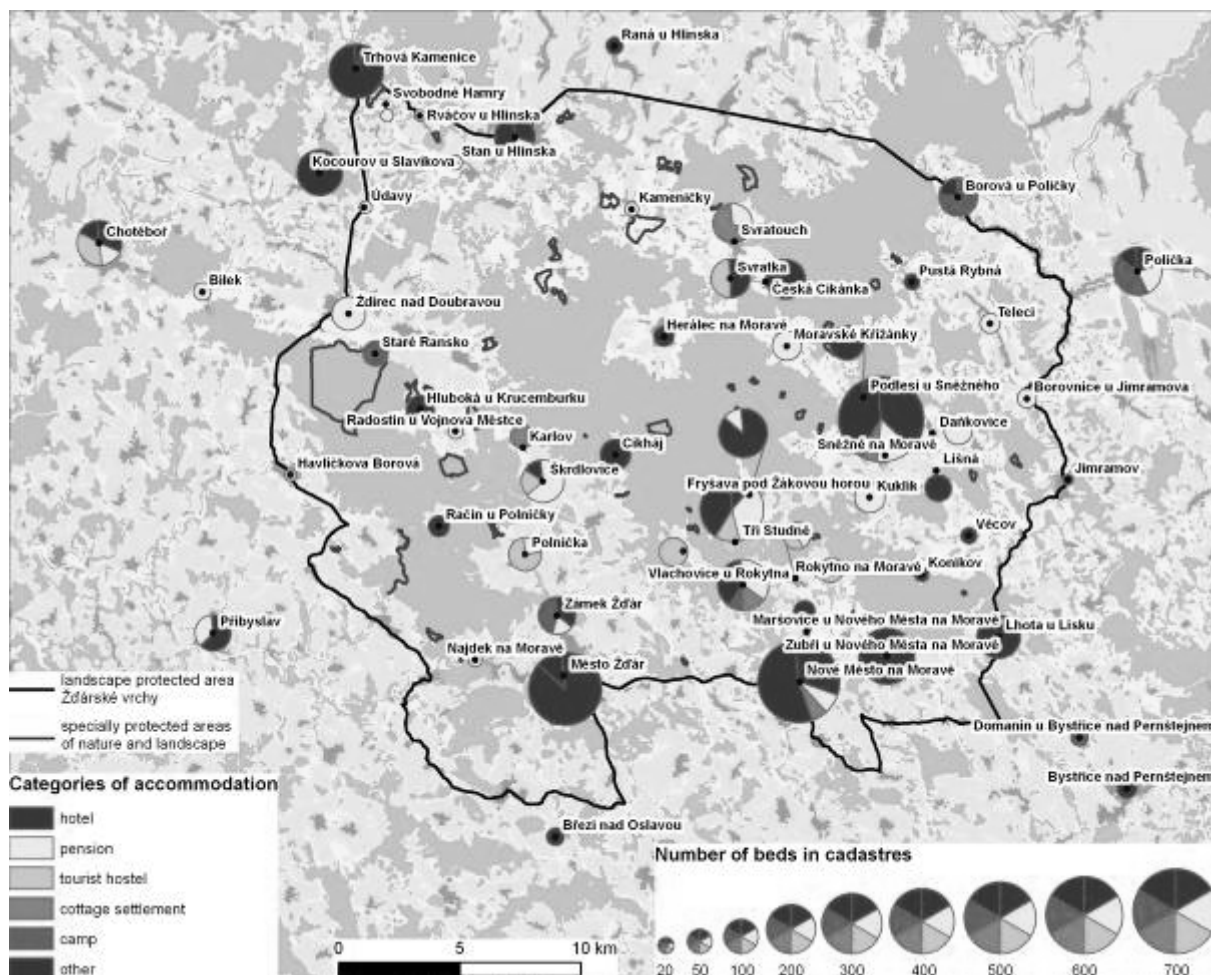 Raná u Hlinska
Trhová Kamenice
Svobodné Hamry
Rváčov u Hlinska
Stan u Hlinska
Kocourov u Slavíkova
Údavy
Kameničky
Borová u Poličky
Chotěboř
Svratouch
Bílek
Svratka
Česká Cikánka
Pustá Rybná
Polička
Ždírec nad Doubravou
Teleci
Herálec na Moravě
Moravské Křižánky
Staré Ransko
Podlesí u Sněžného
Borovnice u Jimramova
Hluboká u Krucemburku
Radostín u Vojnova Městce
Daňkovice
Karlov
Sněžné na Moravě
Cikháj
Líšná
Havlíčkova Borová
Škrdlovice
Jimramov
Fryšava pod Žákovou horou
Kuklík
Račín u Polničky
Tři Studně
Věcov
Polnička
Vlachovice u Rokytna
Rokytno na Moravě
Koníkov
Zámek Žďár
Maršovice u Nového Města na Moravě
Lhota u Lísku
Přibyslav
Zubří u Nového Města na Moravě
Najdek na Moravě
Město Žďár
Nové Město na Moravě
landscape protected area
Žďárské vrchy
specially protected areas
of nature and landscape
Domanín u Bystřice nad Pernštejnem
Bystřice nad Pernštejnem
Categories of accommodation
hotel
pension
tourist hostel
cottage settlement
camp
other
Březí nad Oslavou
0 5 10 km
Number of beds in cadastres
20 50 100 200 300 400 500 600 700